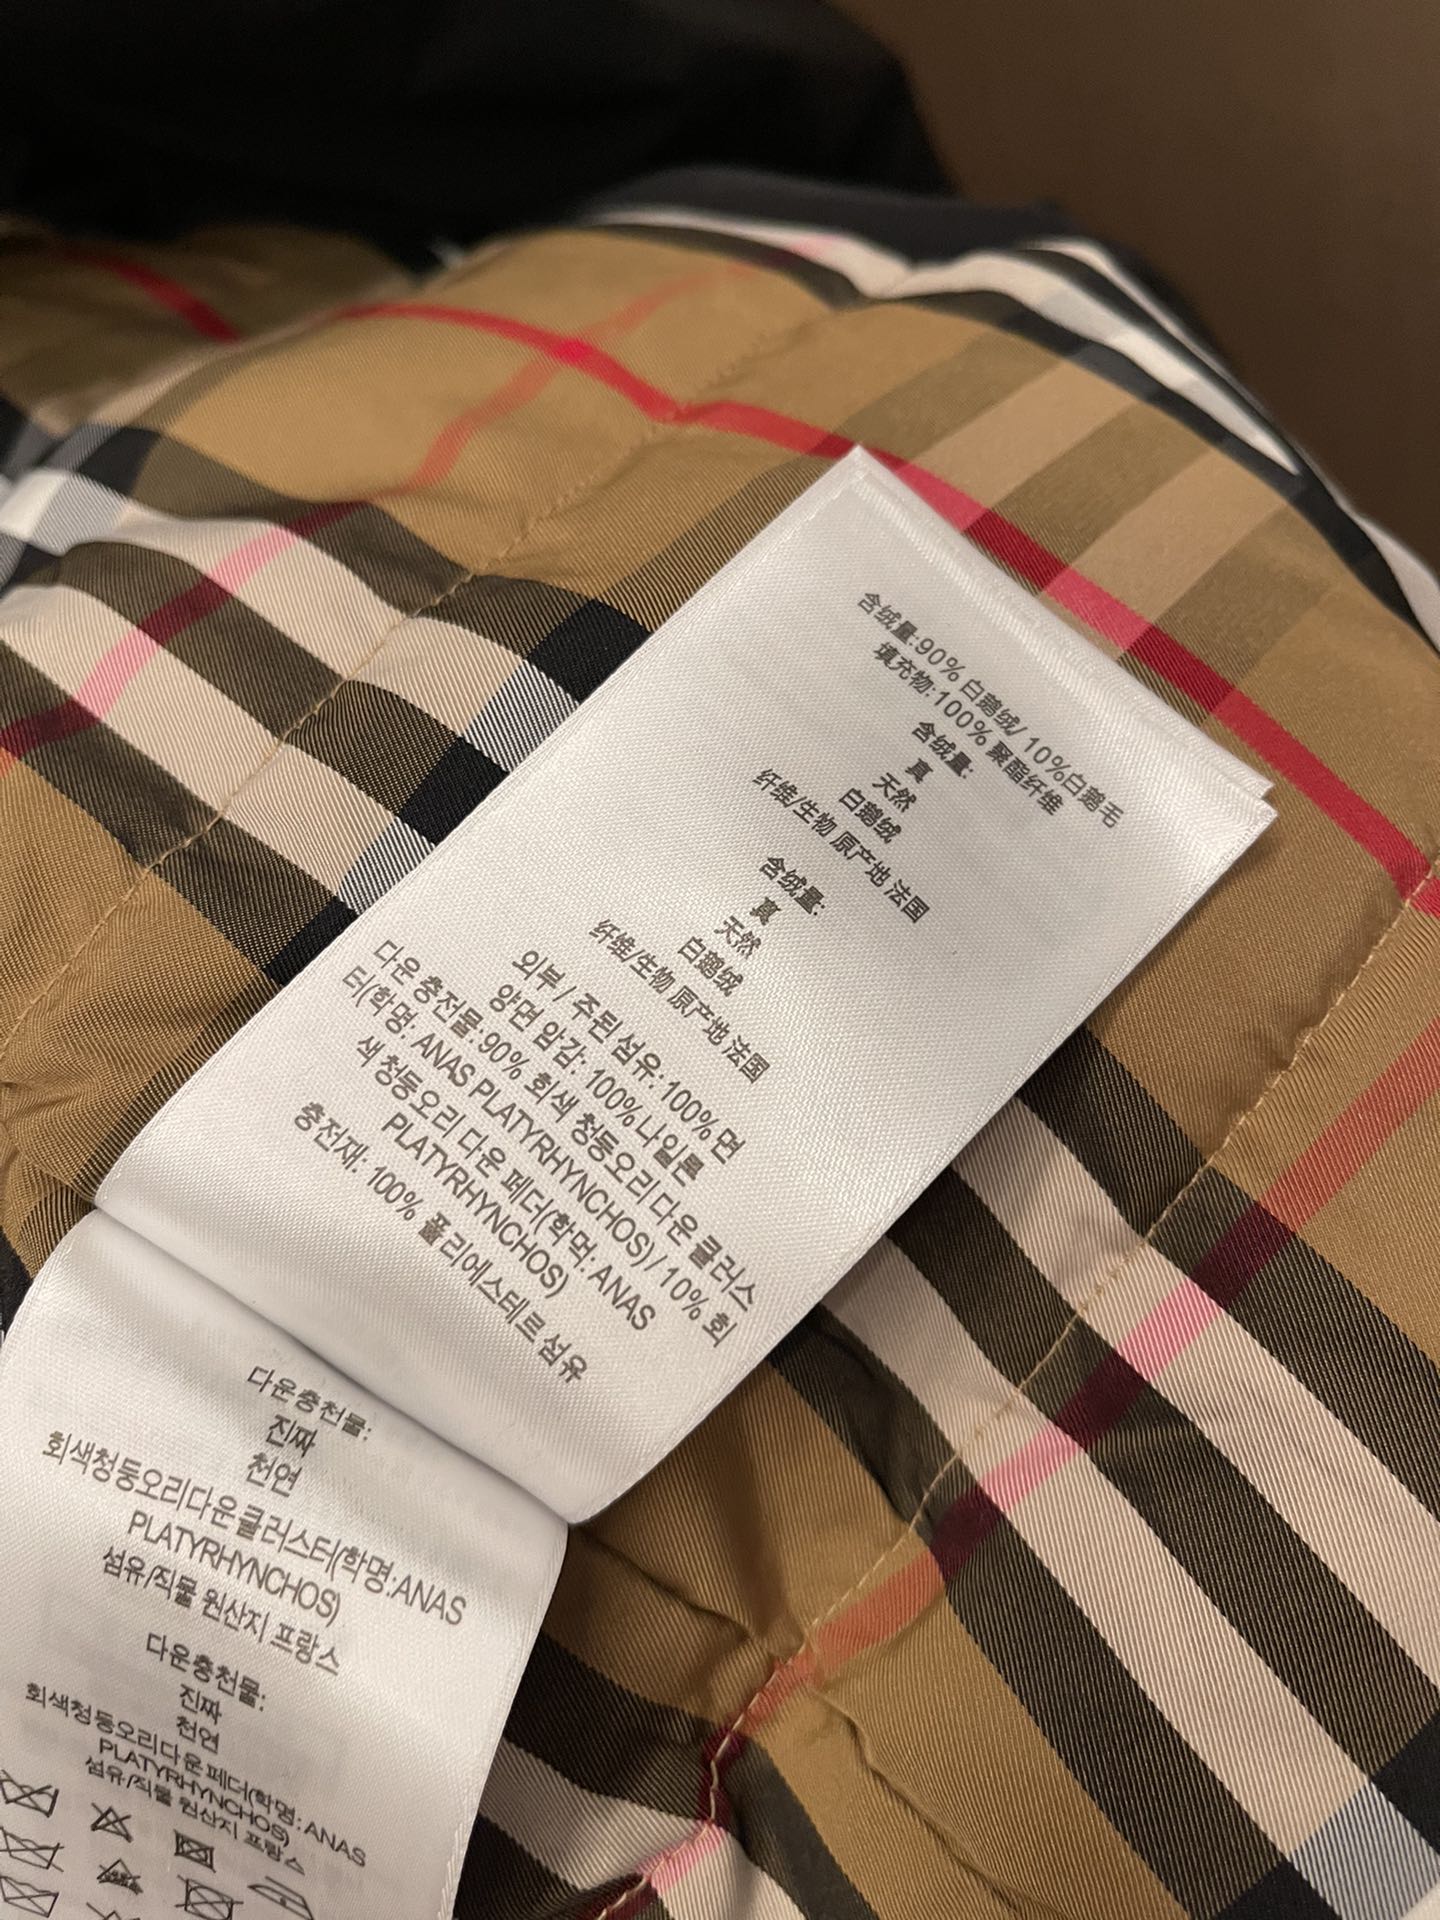 含绒量:90% 白鹅绒/ 10%白鹅毛
填充物:100% 聚酯纤维
含绒量:
真
天然
白鹅绒
纤维/生物 原产地 法国
含绒量:
真
天然
白鹅绒
纤维/生物 原产地 法国
외부 / 주된 섬유: 100% 면
양면 암감: 100% 나일론
다운 충전물:90% 회색 청동오리 다운 클러스
터(학명: ANAS PLATYRHYNCHOS) / 10% 회
색 청동오리 다운 페더(학먹: ANAS
PLATYRHYNCHOS)
충전재: 100% 폴리에스테르 섬유
다운충천물:
진짜
천연
회색청둥오리다운클러스터(학명:ANAS
PLATYRHYNCHOS)
섬유/직물 원산지 프랑스
다운충천물:
진짜
천연
회색청둥오리다운페더(학명: ANAS
PLATYRHYNCHOS)
섬유/직물 원산지 프랑스